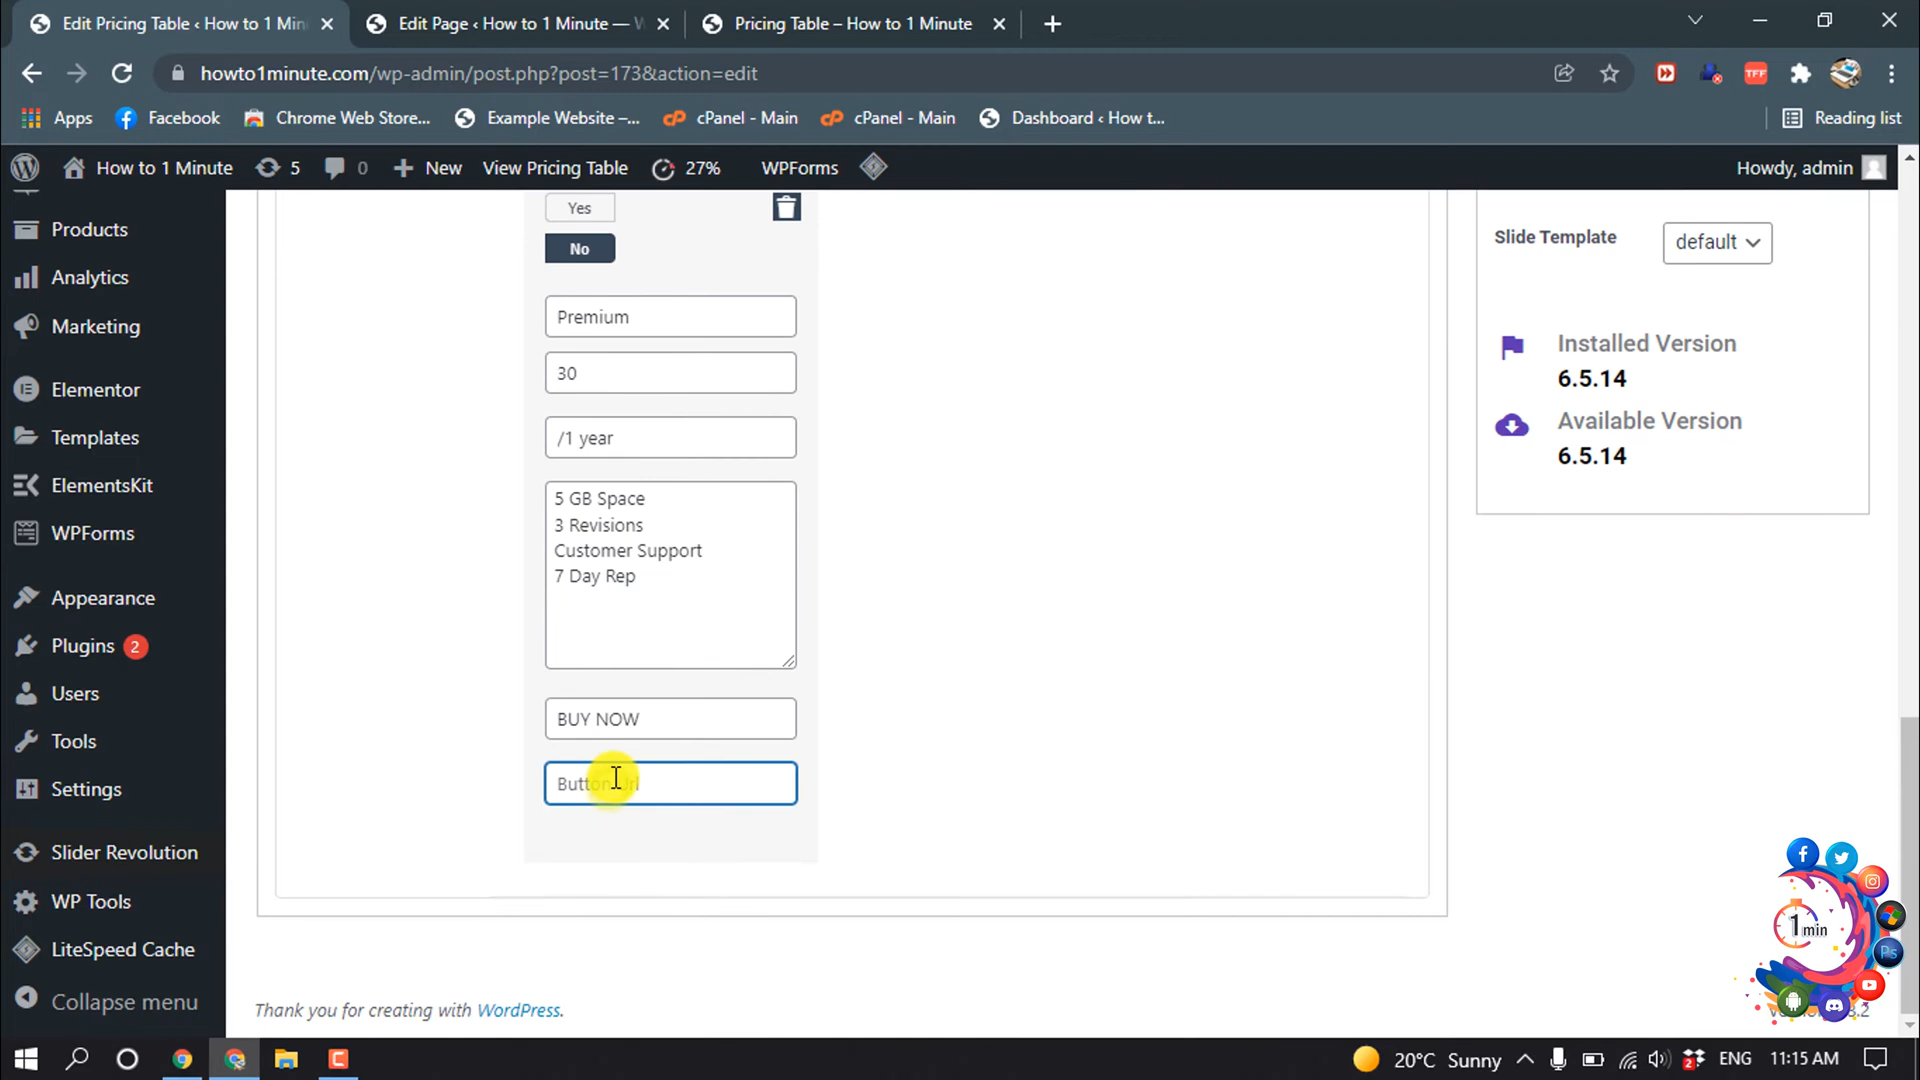 Edit Pricing Table ‹ How to 1 Min
Edit Page ‹ How to 1 Minute — W
Pricing Table – How to 1 Minute
howto1minute.com/wp-admin/post.php?post=173&action=edit
TFF
Apps
Facebook
Chrome Web Store...
Example Website –...
cPanel - Main
cPanel - Main
Dashboard ‹ How t...
Reading list
How to 1 Minute
5
0
New
View Pricing Table
27%
WPForms
Howdy, admin
Products
Analytics
Marketing
Elementor
Templates
ElementsKit
WPForms
Appearance
Plugins 2
Users
Tools
Settings
Slider Revolution
WP Tools
LiteSpeed Cache
Collapse menu
Yes
No
Premium
30
/1 year
5 GB Space
3 Revisions
Customer Support
7 Day Rep
BUY NOW
Button Url
Slide Template
default
Installed Version
6.5.14
Available Version
6.5.14
Thank you for creating with WordPress.
1 min
Ps
20°C Sunny
2
ENG
11:15 AM